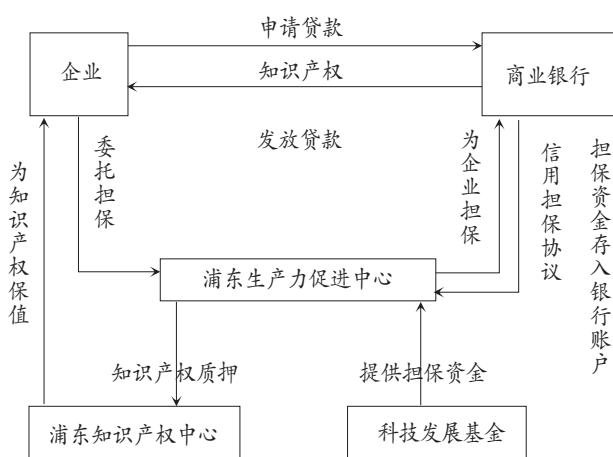 申请贷款
企业
知识产权
商业银行
发放贷款
委托担保
为企业担保
信用担保协议
担保资金存入银行账户
为知识产权保值
浦东生产力促进中心
知识产权质押
提供担保资金
浦东知识产权中心
科技发展基金